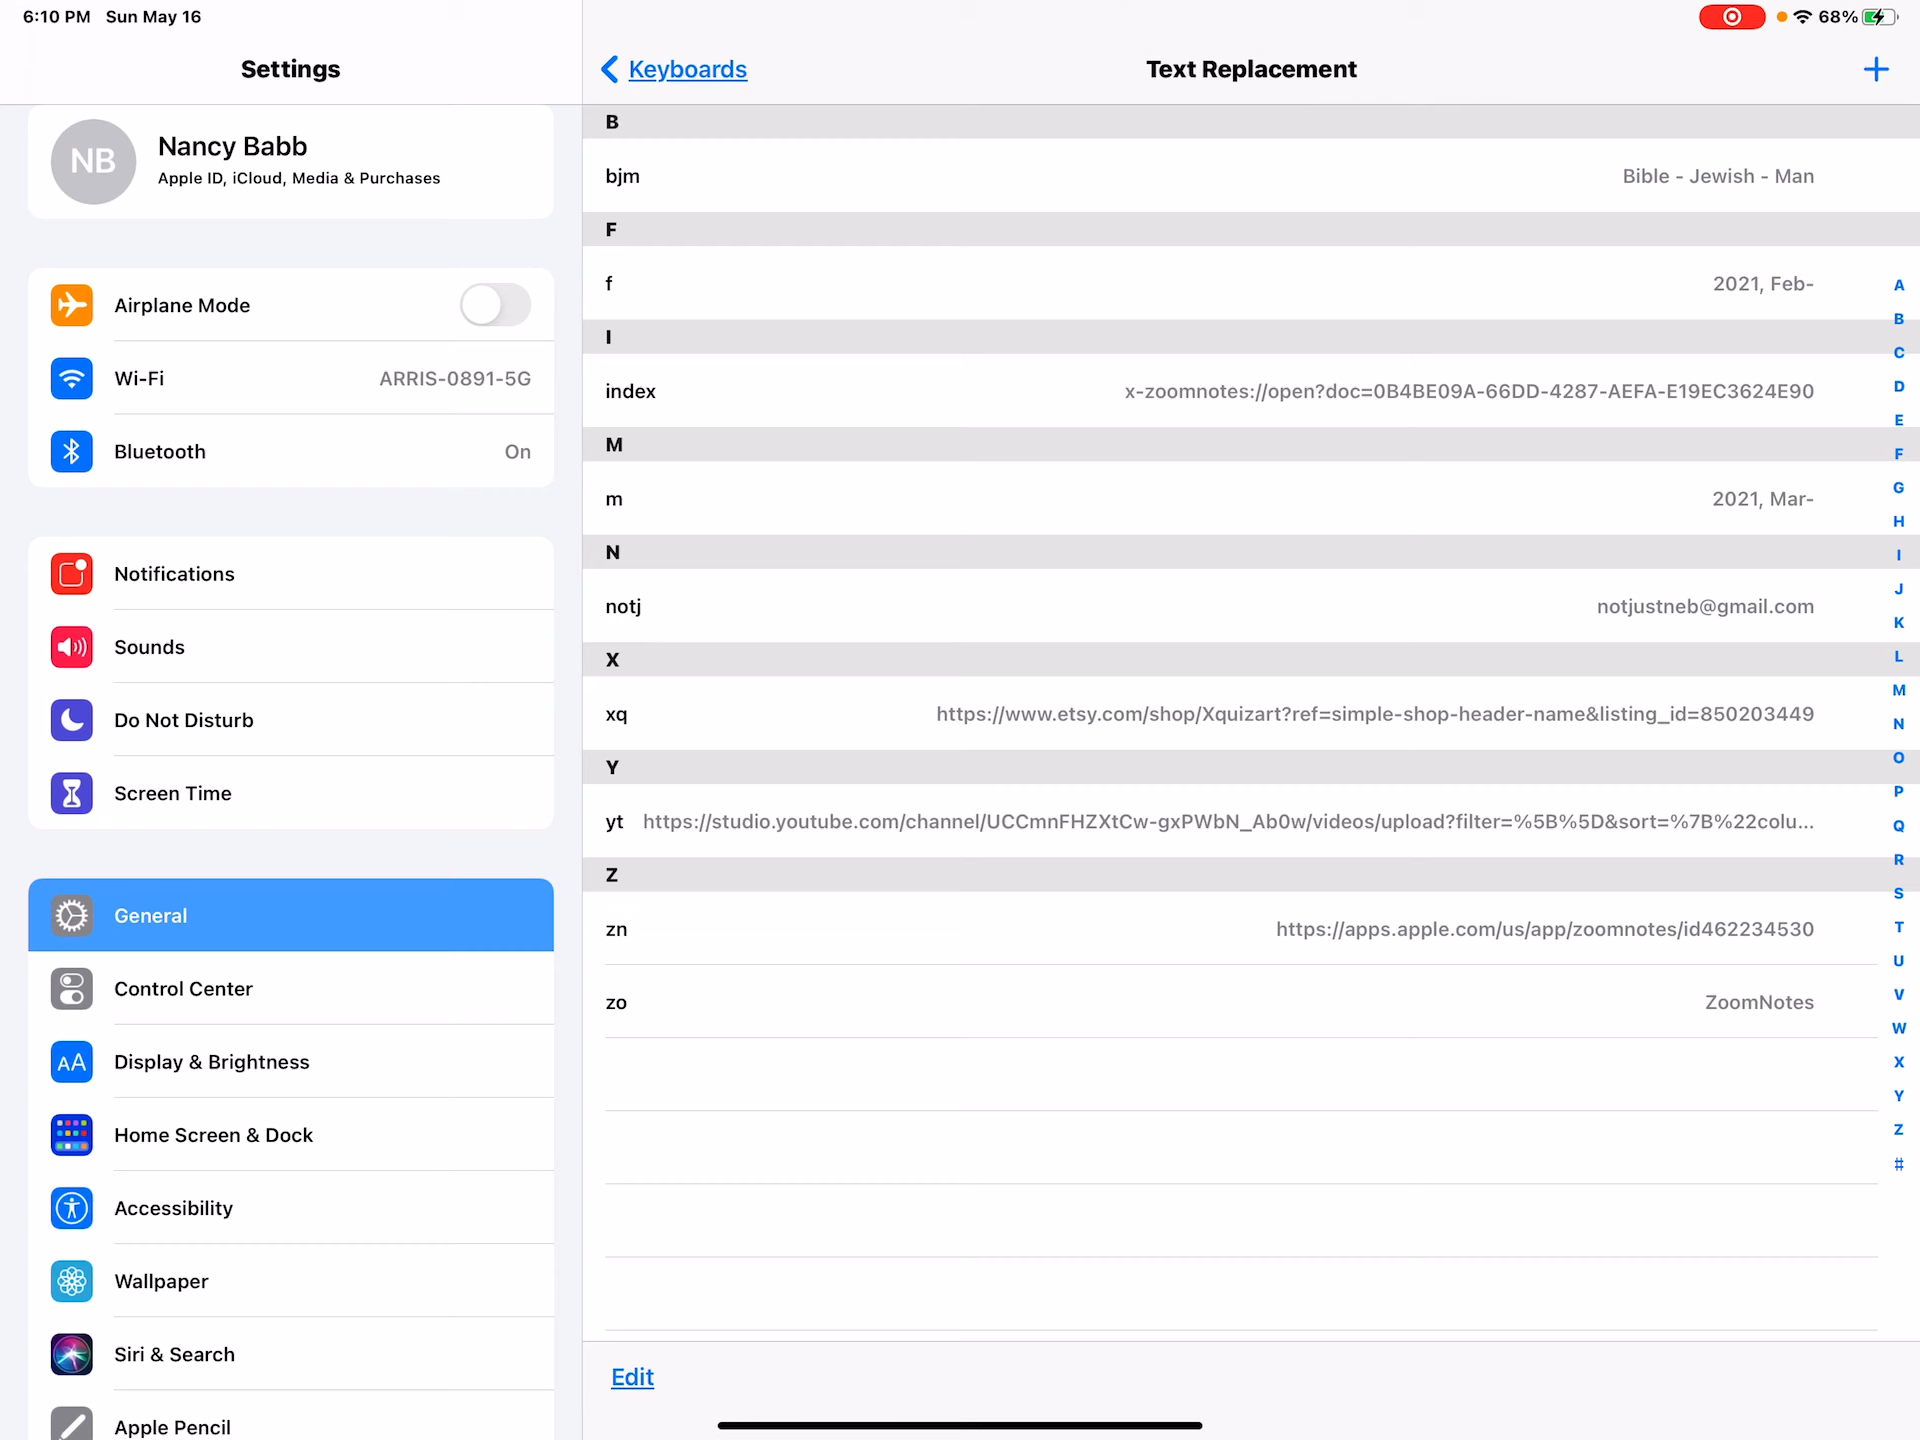 6:10 PM Sun May 16
68%
Settings
Nancy Babb
NB
Apple ID, iCloud, Media & Purchases
Airplane Mode
Wi-Fi ARRIS-0891-5G
Bluetooth On
Notifications
Sounds
Do Not Disturb
Screen Time
General
Control Center
AA Display & Brightness
Home Screen & Dock
Accessibility
Wallpaper
Siri & Search
Apple Pencil
Keyboards Text Replacement +
B
bjm Bible - Jewish - Man
F
f 2021, Feb-
I
index x-zoomnotes://open?doc=0B4BE09A-66DD-4287-AEFA-E19EC3624E90
M
m 2021, Mar-
N
notj notjustneb@gmail.com
X
xq https://www.etsy.com/shop/Xquizart?ref=simple-shop-header-name&listing_id=850203449
Y
yt https://studio.youtube.com/channel/UCCmnFHZXtCw-gxPWbN_Ab0w/videos/upload?filter=%5B%5D&sort=%7B%22colu...
Z
zn https://apps.apple.com/us/app/zoomnotes/id462234530
zo ZoomNotes
Edit
A
B
C
D
E
F
G
H
I
J
K
L
M
N
O
P
Q
R
S
T
U
V
W
X
Y
Z
#